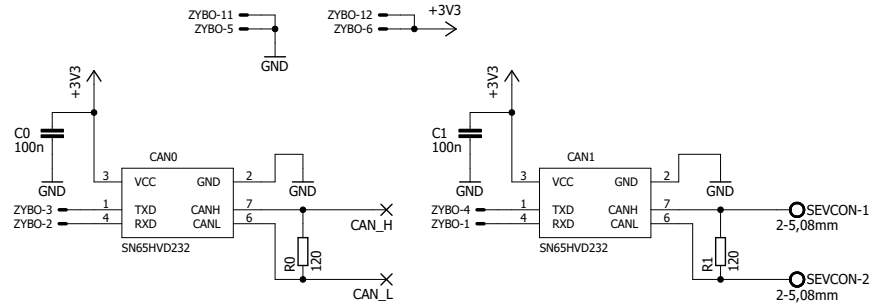 ZYBO-11
ZYBO-5
GND
ZYBO-12
ZYBO-6
+3V3
+3V3
C0
100n
GND
CAN0
3 VCC GND 2
GND
ZYBO-3 1 TXD CANH 7
ZYBO-2 4 RXD CANL 6
CAN_H
SN65HVD232
R0
120
CAN_L
+3V3
C1
100n
GND
CAN1
3 VCC GND 2
GND
ZYBO-4 1 TXD CANH 7
ZYBO-1 4 RXD CANL 6
SEVCON-1
2-5,08mm
SN65HVD232
R1
120
SEVCON-2
2-5,08mm